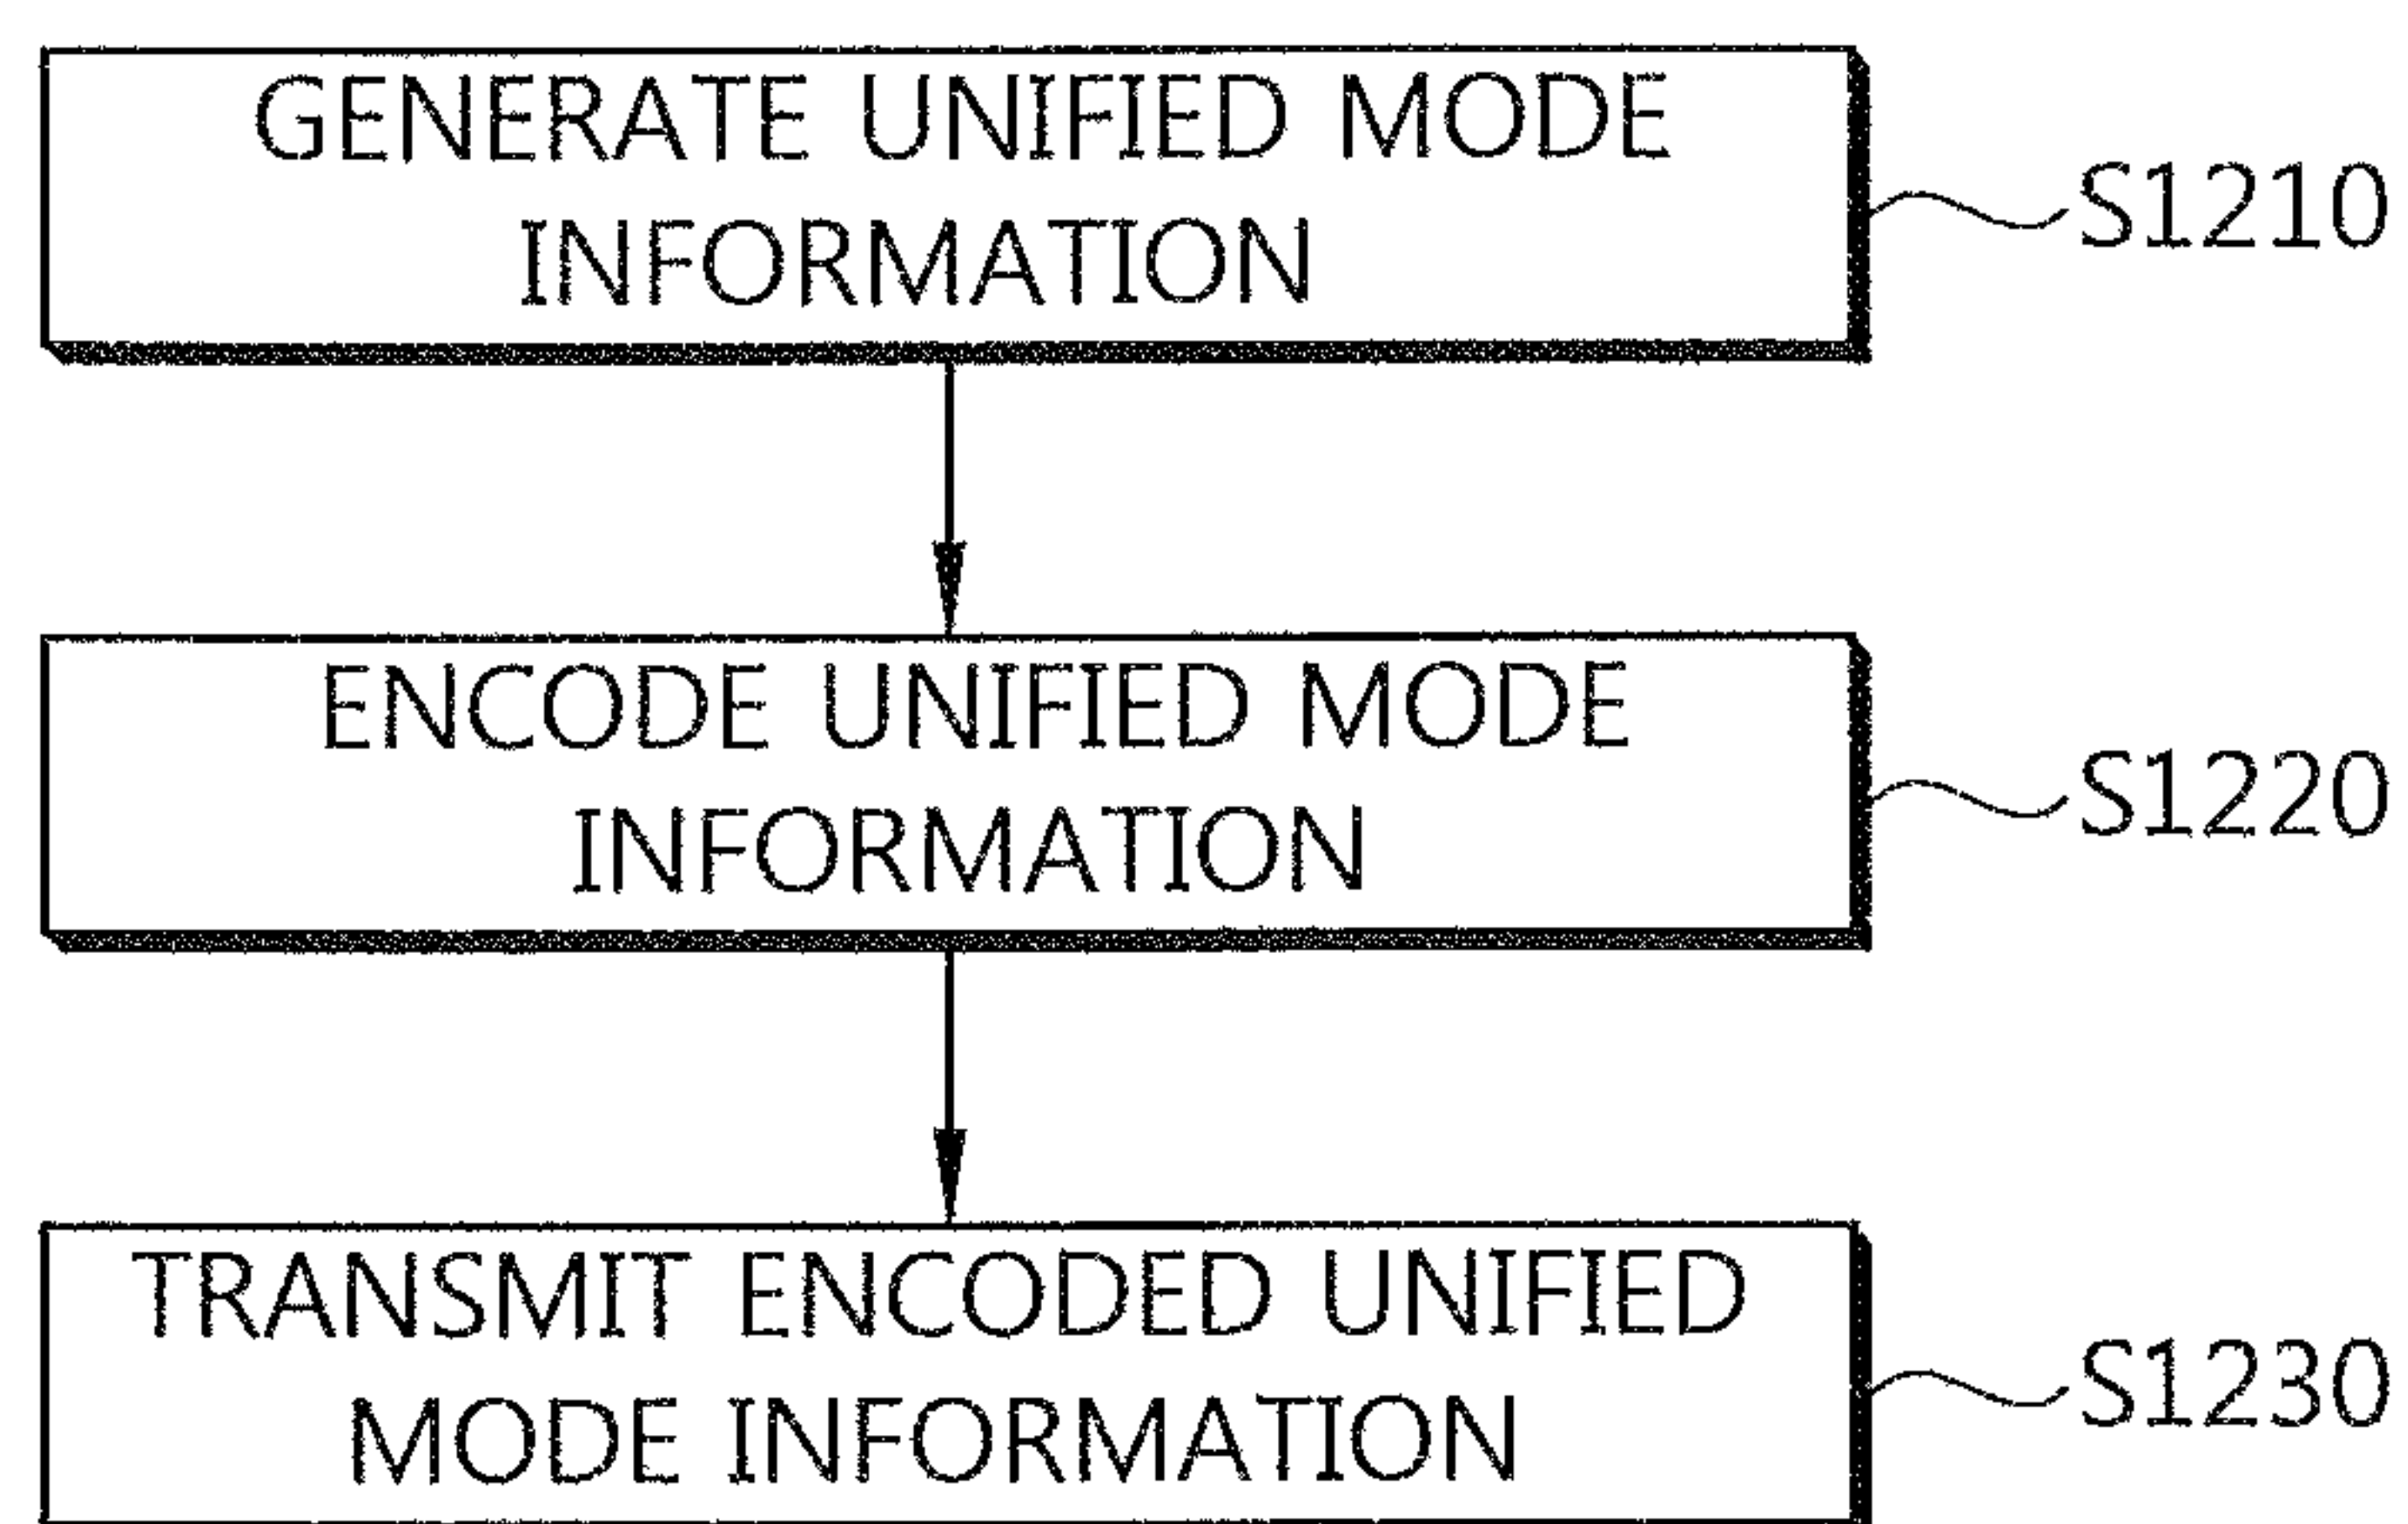 GENERATE UNIFIED MODE
INFORMATION
S1210
ENCODE UNIFIED MODE
INFORMATION
S1220
TRANSMIT ENCODED UNIFIED
MODE INFORMATION
S1230